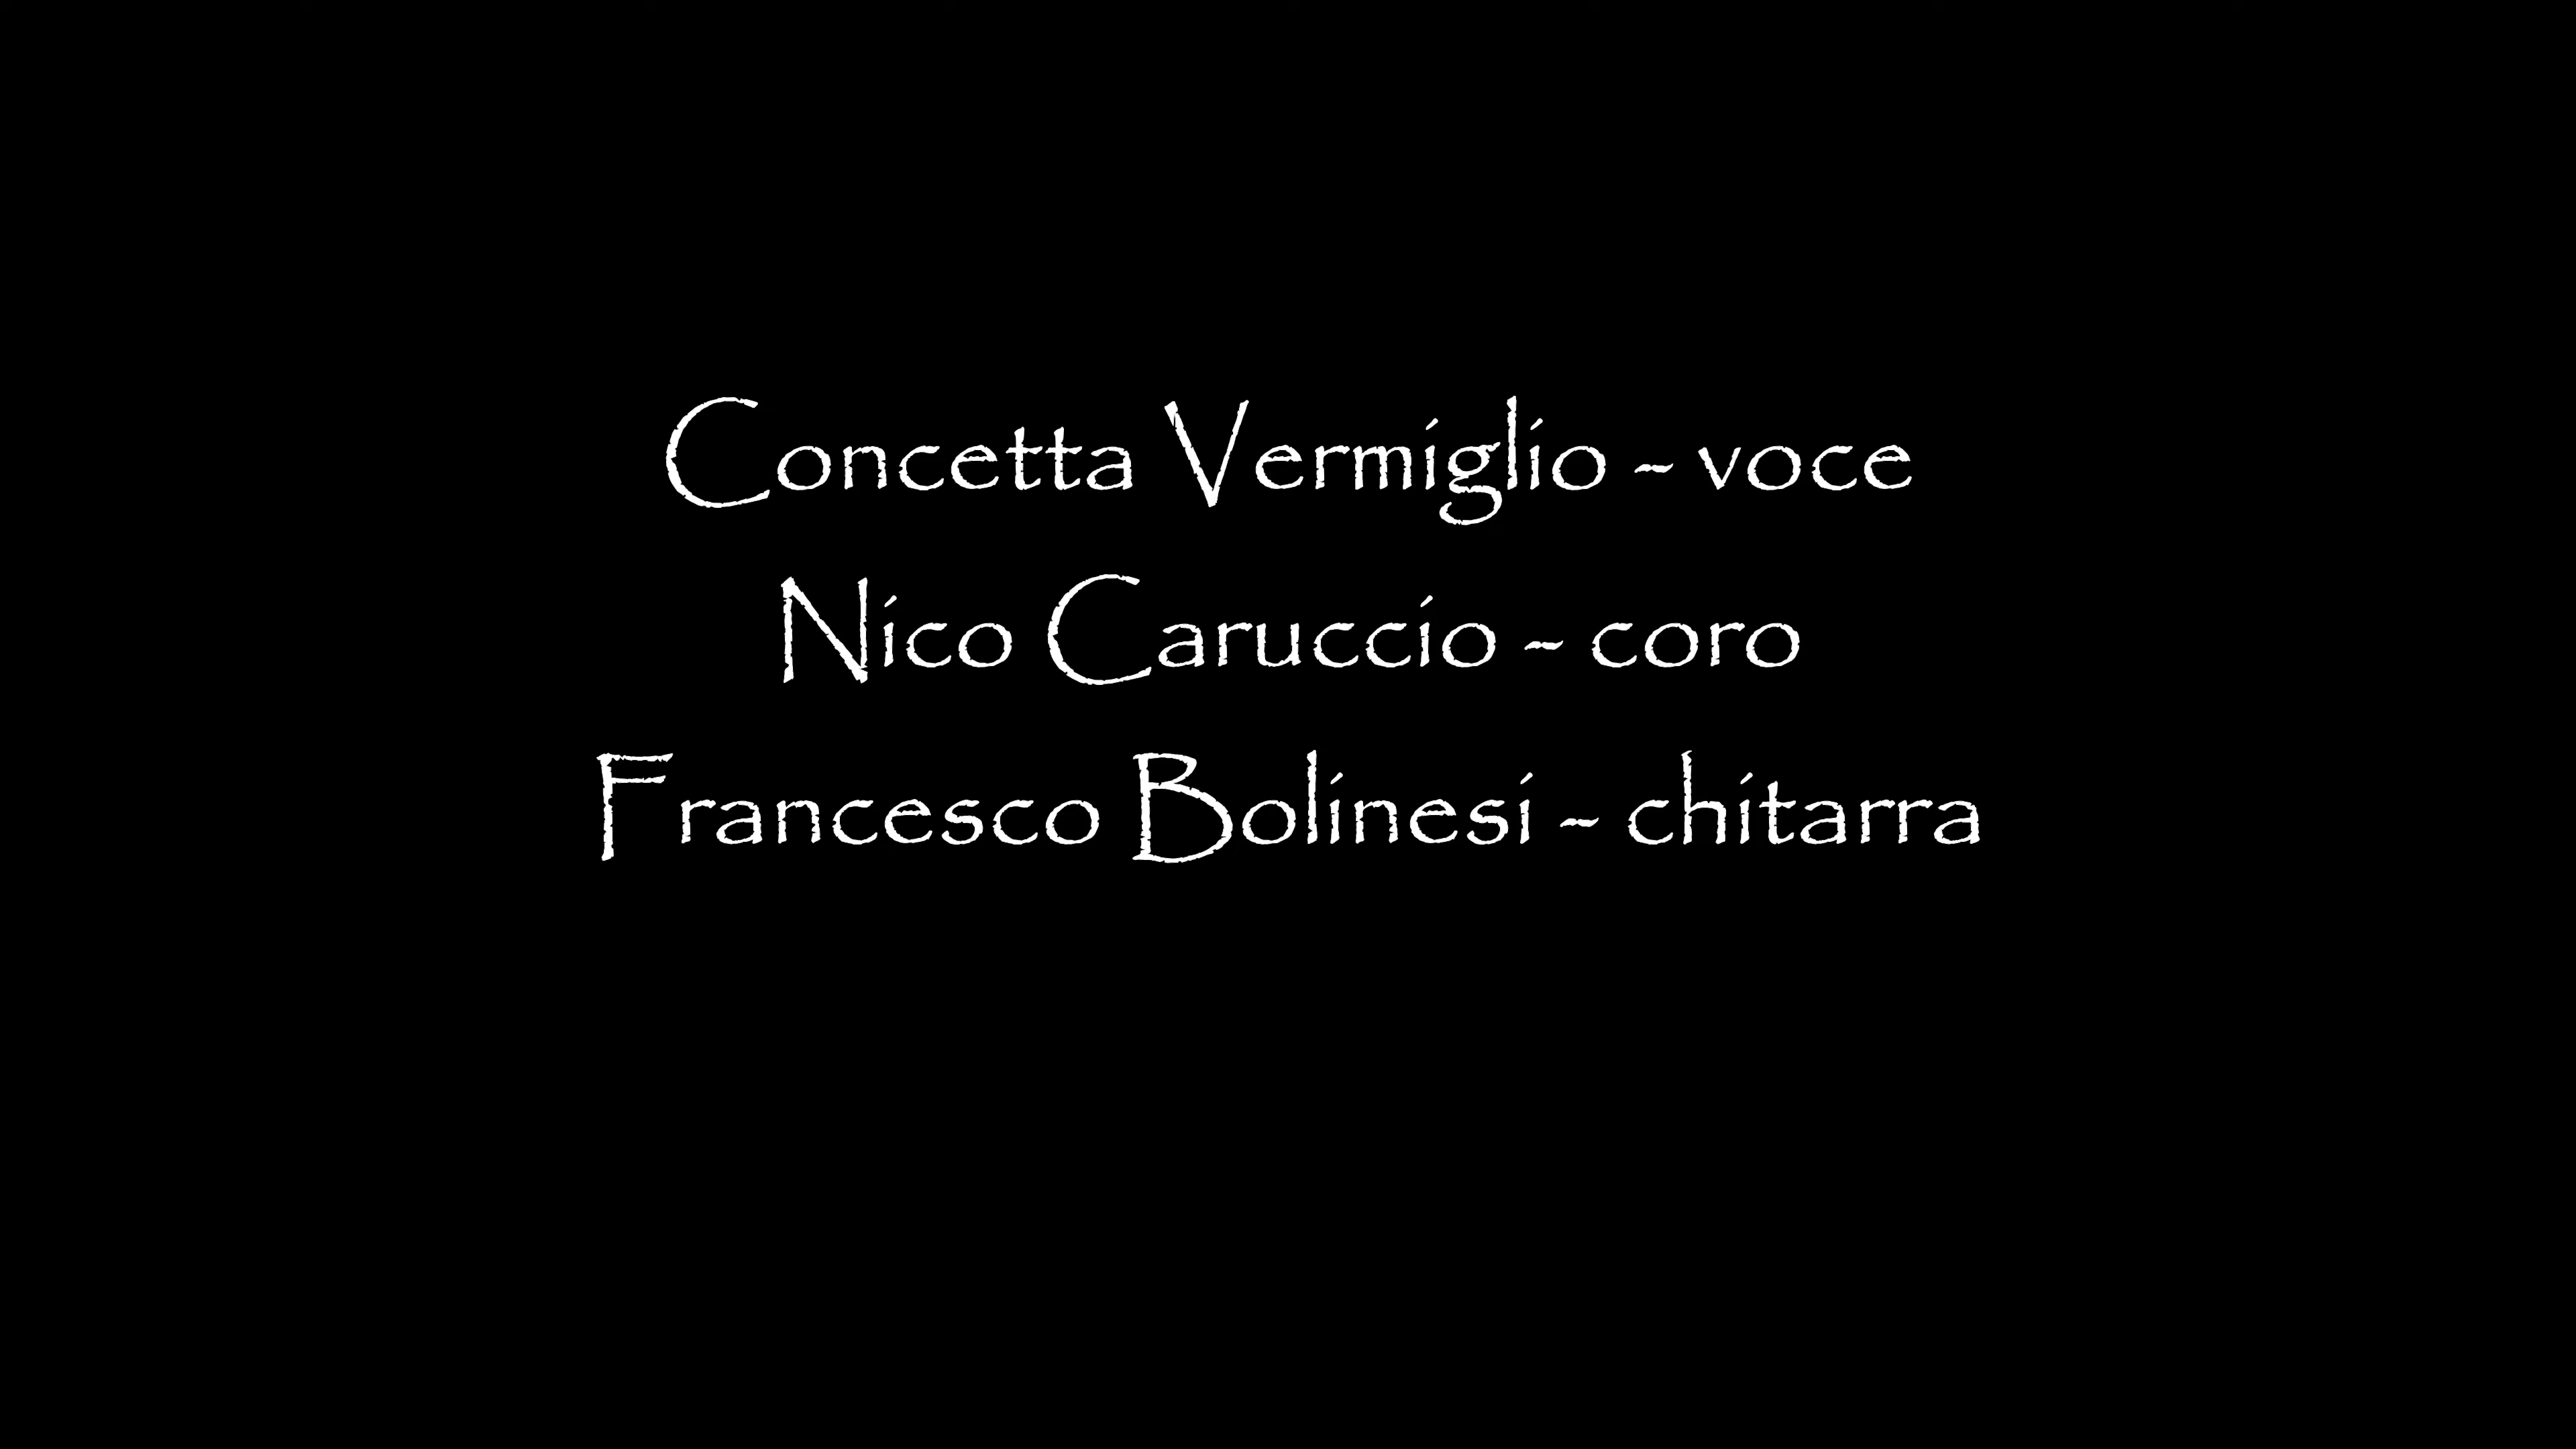 Concetta Vermiglio - voce
Nico Caruccio - coro
Francesco Bolinesi - chitarra